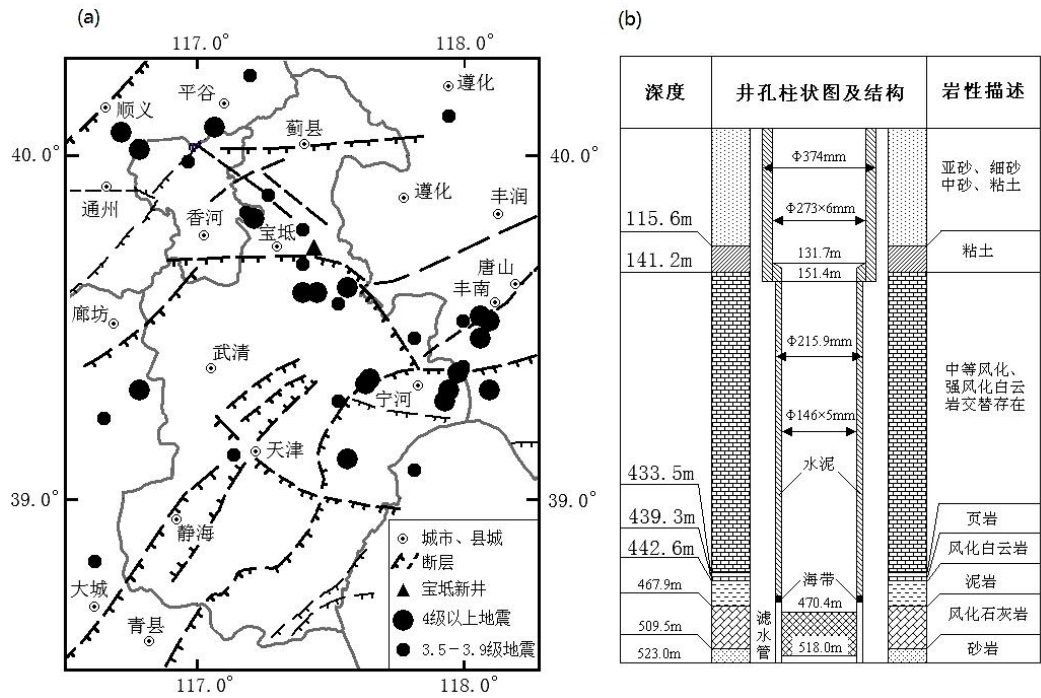 (a)
117.0°
118.0°
40.0°
40.0°
39.0°
39.0°
117.0°
118.0°
遵化
平谷
顺义
蓟县
通州
遵化
丰润
香河
宝坻
唐山
丰南
廊坊
武清
宁河
天津
静海
大城
青县
城市、县城
断层
宝坻新井
4级以上地震
3.5-3.9级地震
(b)
深度
井孔柱状图及结构
岩性描述
Φ374mm
亚砂、细砂
中砂、粘土
115.6m
Φ273×6mm
131.7m
粘土
141.2m
151.4m
Φ215.9mm
中等风化、
强风化白云
岩交替存在
Φ146×5mm
水泥
433.5m
439.3m
页岩
442.6m
风化白云岩
467.9m
海带
泥岩
470.4m
风化石灰岩
509.5m
滤水管
518.0m
砂岩
523.0m